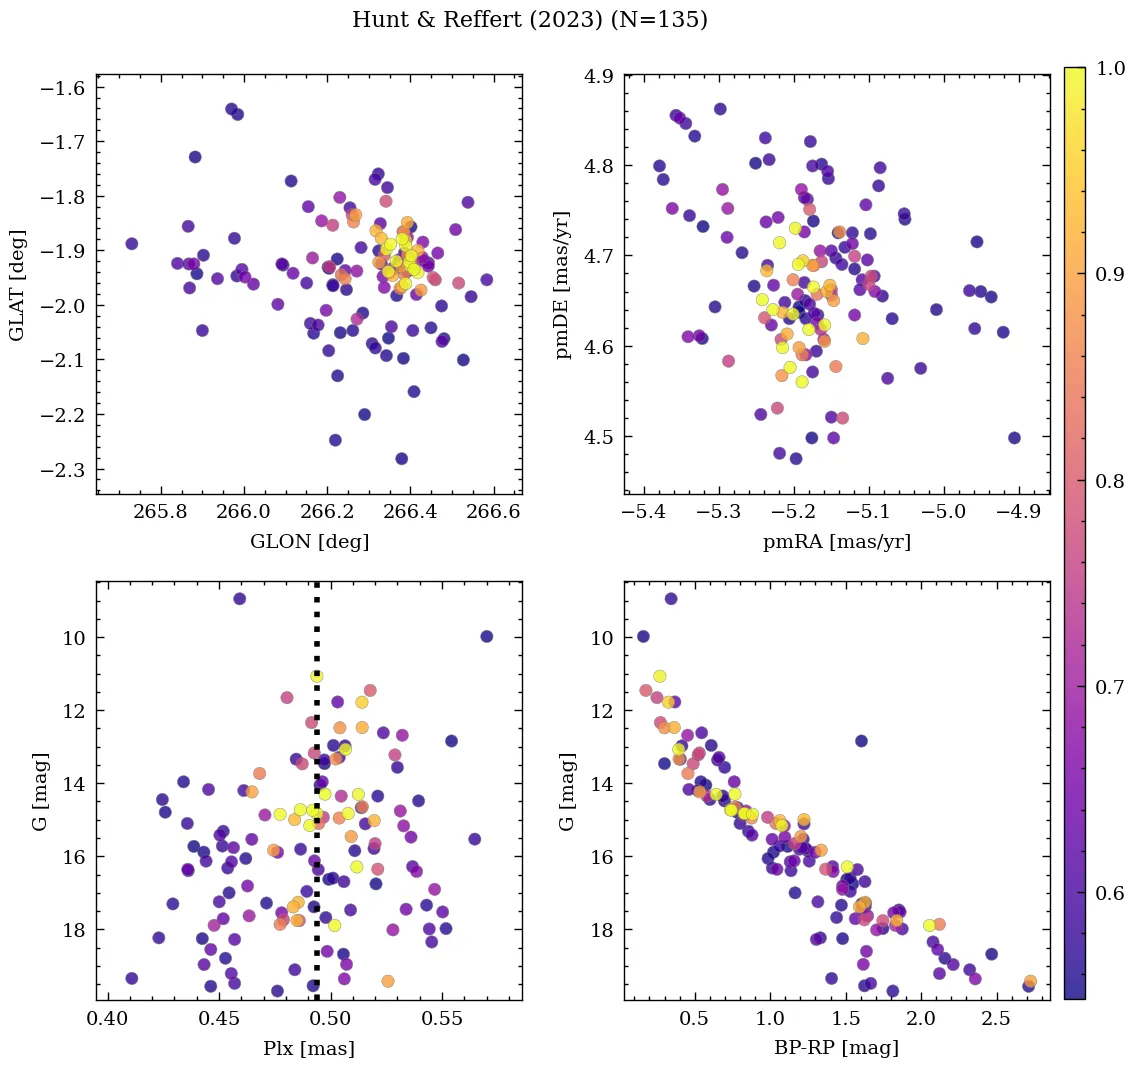 Hunt & Reffert (2023) (N=135)
−1.6
−1.7
−1.8
−1.9
−2.0
−2.1
−2.2
−2.3
GLAT [deg]
265.8 266.0 266.2 266.4 266.6
GLON [deg]
4.9
4.8
4.7
4.6
4.5
pmDE [mas/yr]
−5.4 −5.3 −5.2 −5.1 −5.0 −4.9
pmRA [mas/yr]
1.0
0.9
0.8
0.7
0.6
10
12
14
16
18
G [mag]
0.40 0.45 0.50 0.55
Plx [mas]
10
12
14
16
18
G [mag]
0.5 1.0 1.5 2.0 2.5
BP-RP [mag]